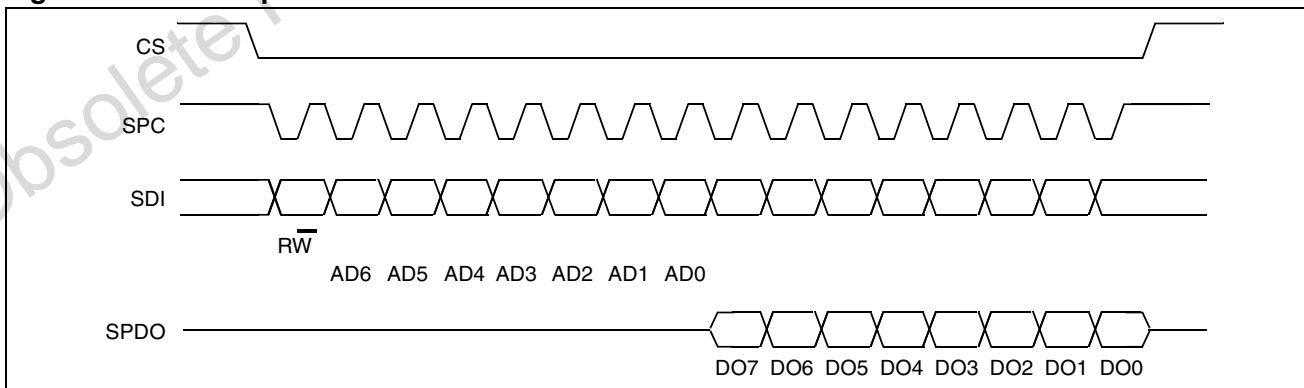 CS
SPC
SDI
RW
AD6 AD5 AD4 AD3 AD2 AD1 AD0
SPDO
DO7 DO6 DO5 DO4 DO3 DO2 DO1 DO0